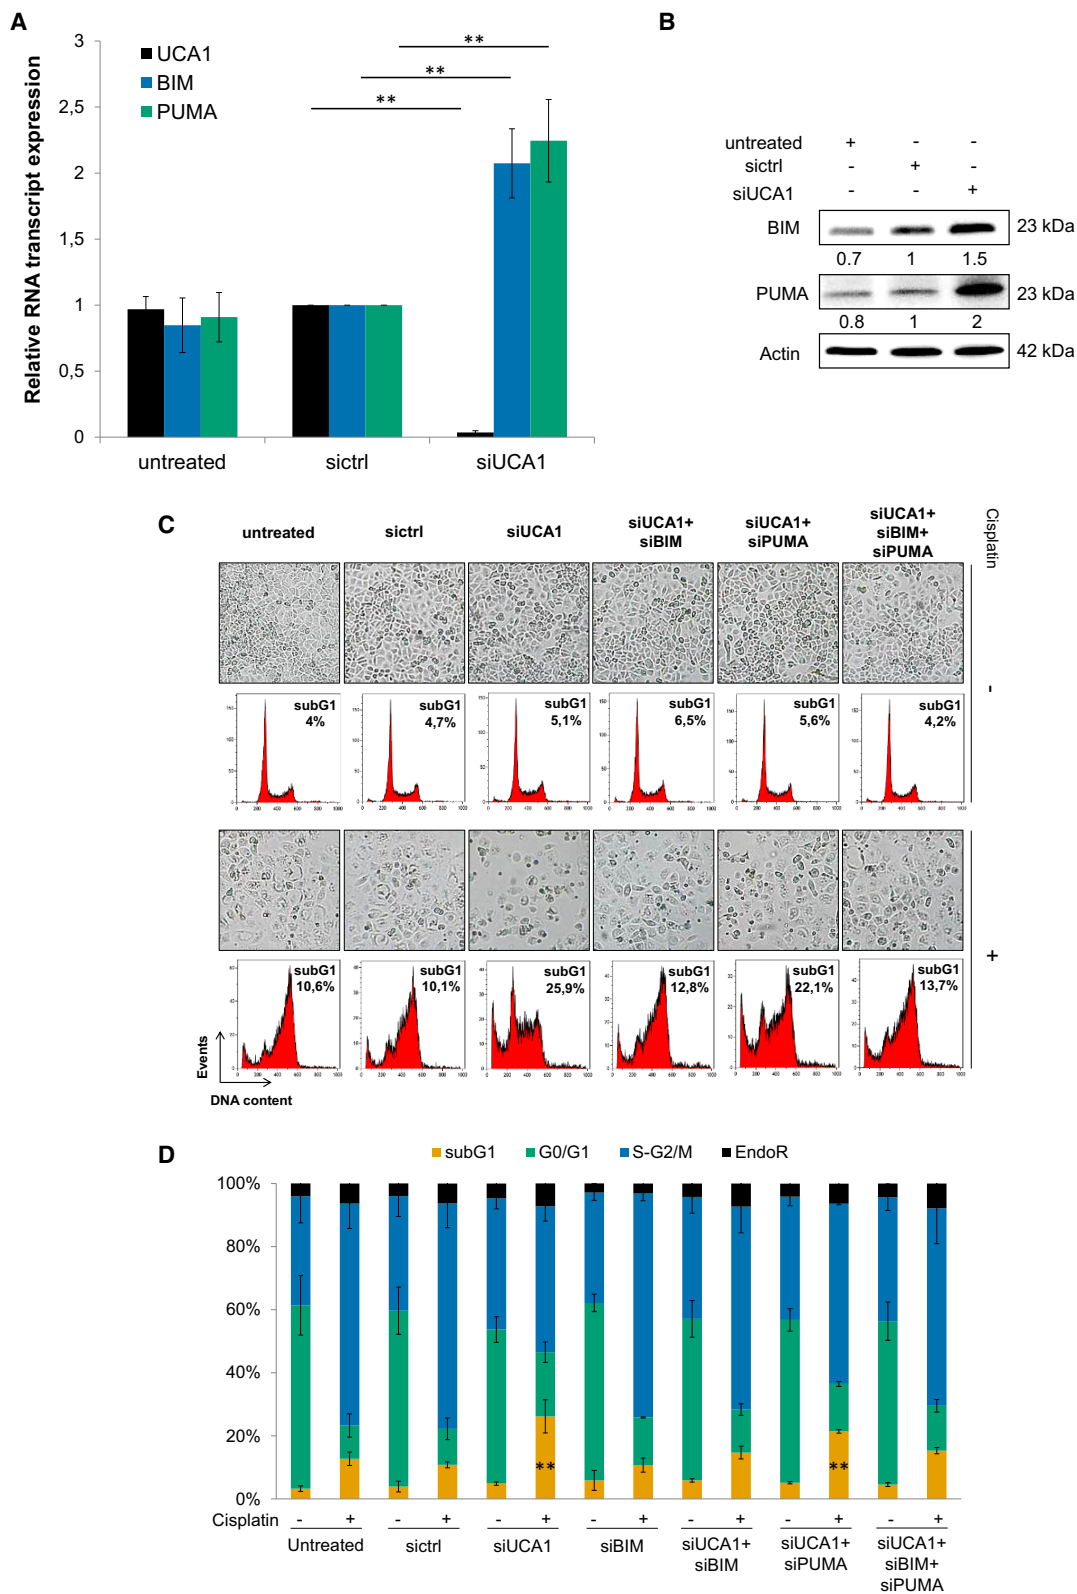 A
Relative RNA transcript expression
3
2,5
2
1,5
1
0,5
0
UCA1
BIM
PUMA
**
**
**
untreated
sictrl
siUCA1
B
untreated + - -
sictrl - + -
siUCA1 - - +
BIM 23 kDa
0.7 1 1.5
PUMA 23 kDa
0.8 1 2
Actin 42 kDa
C
untreated
sictrl
siUCA1
siUCA1+
siBIM
siUCA1+
siPUMA
siUCA1+
siBIM+
siPUMA
Cisplatin
-
subG1
4%
subG1
4,7%
subG1
5,1%
subG1
6,5%
subG1
5,6%
subG1
4,2%
+
subG1
10,6%
subG1
10,1%
subG1
25,9%
subG1
12,8%
subG1
22,1%
subG1
13,7%
Events
DNA content
D
subG1 G0/G1 S-G2/M EndoR
100%
80%
60%
40%
20%
0%
**
**
Cisplatin - + - + - + - + - + - + - +
Untreated
sictrl
siUCA1
siBIM
siUCA1+
siBIM
siUCA1+
siPUMA
siUCA1+
siBIM+
siPUMA